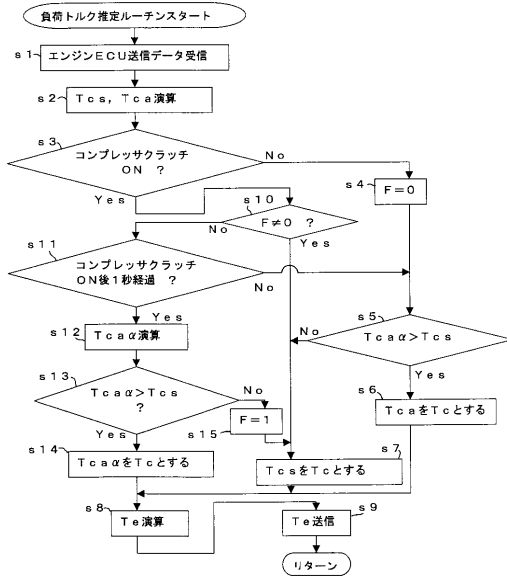 負荷トルク推定ルーチンスタート
s1
エンジンECU送信データ受信
s2
Tcs,Tca演算
s3
コンプレッサクラッチ
ON ?
No
Yes
s4
F=0
s10
F≠0 ?
No
Yes
s11
コンプレッサクラッチ
ON後1秒経過 ?
No
Yes
s5
Tcaα>Tcs
No
Yes
s12
Tcaα演算
s13
Tcaα>Tcs
?
No
Yes
s6
TcaをTcとする
s15
F=1
s14
TcaαをTcとする
s7
TcsをTcとする
s8
Te演算
s9
Te送信
リターン